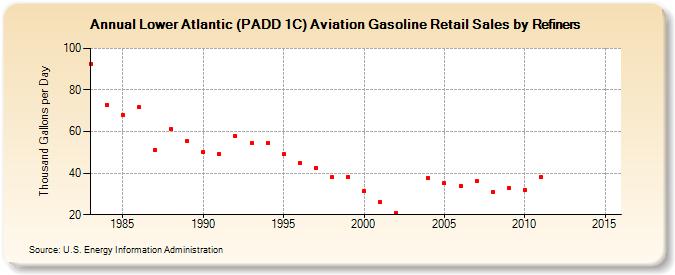 Annual Lower Atlantic (PADD 1C) Aviation Gasoline Retail Sales by Refiners
Thousand Gallons per Day
100
80
60
40
20
1985 1990 1995 2000 2005 2010 2015
Source: U.S. Energy Information Administration